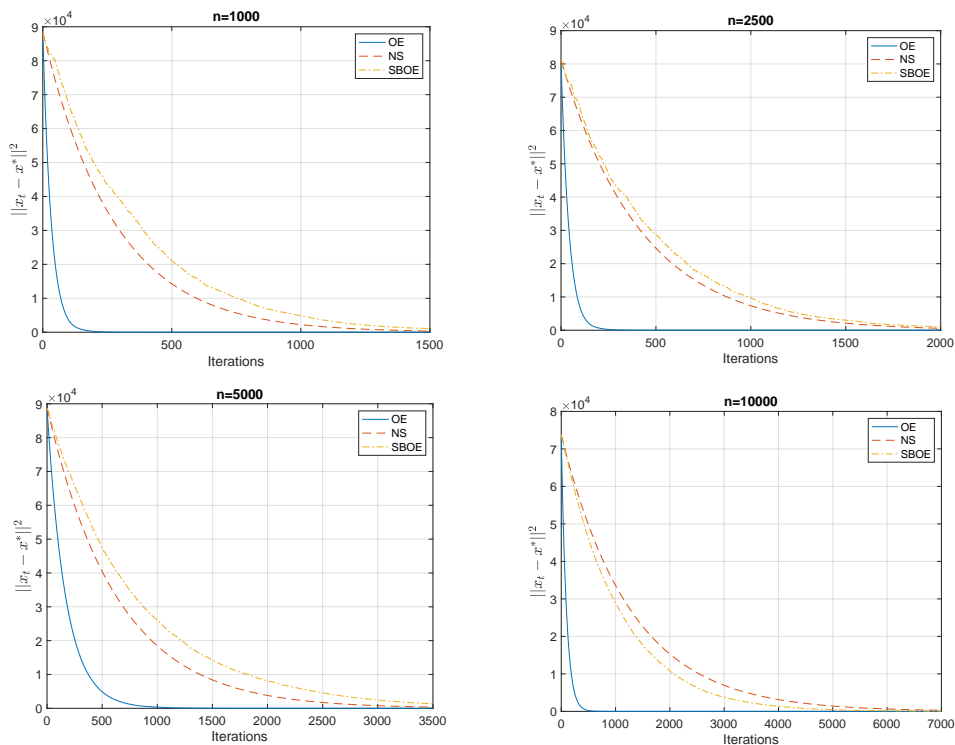 n=1000
×10^4
9
8
7
6
5
4
3
2
1
0
||x_t − x*||^2
0 500 1000 1500
Iterations
OE
NS
SBOE
n=2500
×10^4
9
8
7
6
5
4
3
2
1
0
||x_t − x*||^2
0 500 1000 1500 2000
Iterations
OE
NS
SBOE
n=5000
×10^4
9
8
7
6
5
4
3
2
1
0
||x_t − x*||^2
0 500 1000 1500 2000 2500 3000 3500
Iterations
OE
NS
SBOE
n=10000
×10^4
8
7
6
5
4
3
2
1
0
||x_t − x*||^2
0 1000 2000 3000 4000 5000 6000 7000
Iterations
OE
NS
SBOE